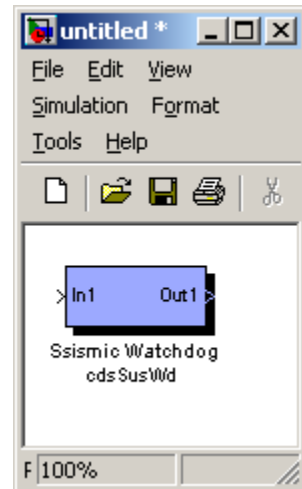 untitled *
File Edit View
Simulation Format
Tools Help
In1 Out1
Ssismic Watchdog
cdsSusWd
F 100%